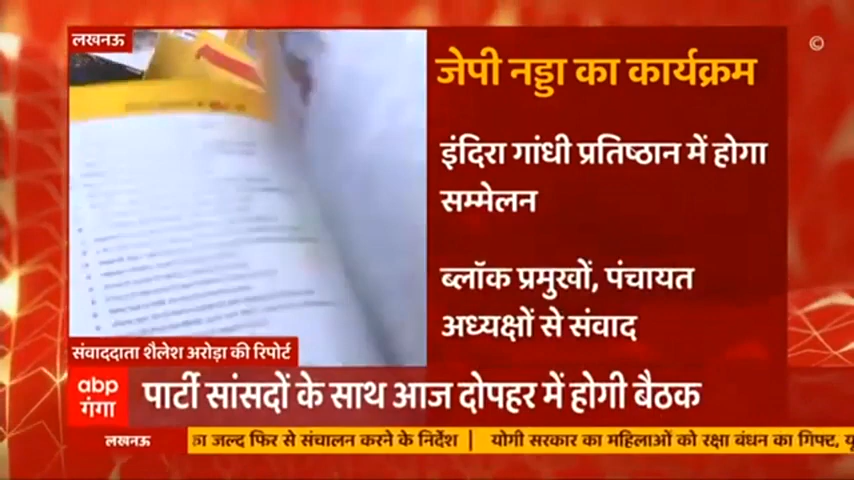 लखनऊ
जेपी नड्डा का कार्यक्रम
इंदिरा गांधी प्रतिष्ठान में होगा
सम्मेलन
ब्लॉक प्रमुखों, पंचायत
अध्यक्षों से संवाद
संवाददाता शैलेश अरोड़ा की रिपोर्ट
abp
गंगा
पार्टी सांसदों के साथ आज दोपहर में होगी बैठक
लखनऊ
का जल्द फिर से संचालन करने के निर्देश | योगी सरकार का महिलाओं को रक्षा बंधन का गिफ्ट,